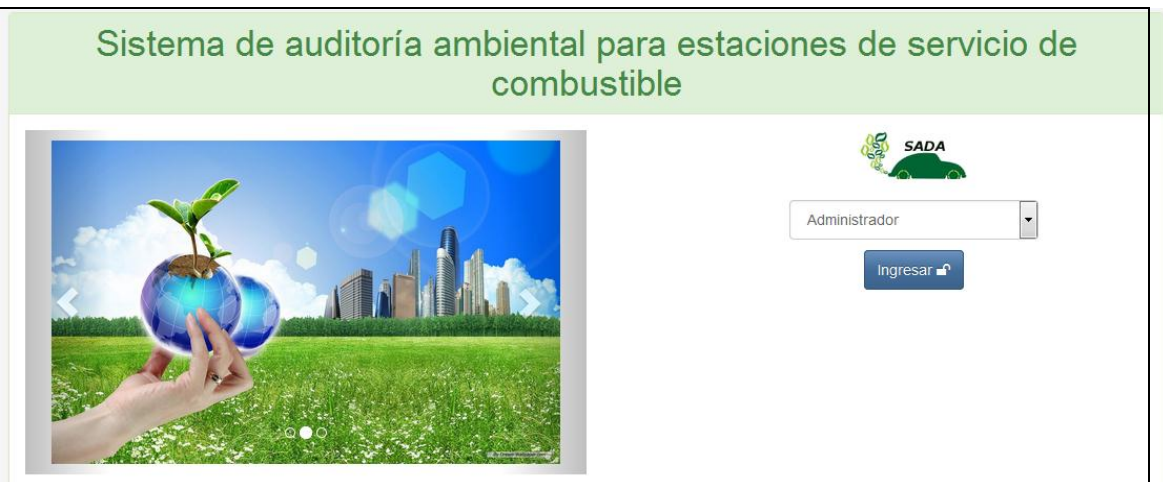 Sistema de auditoría ambiental para estaciones de servicio de
combustible
SADA
Administrador
Ingresar